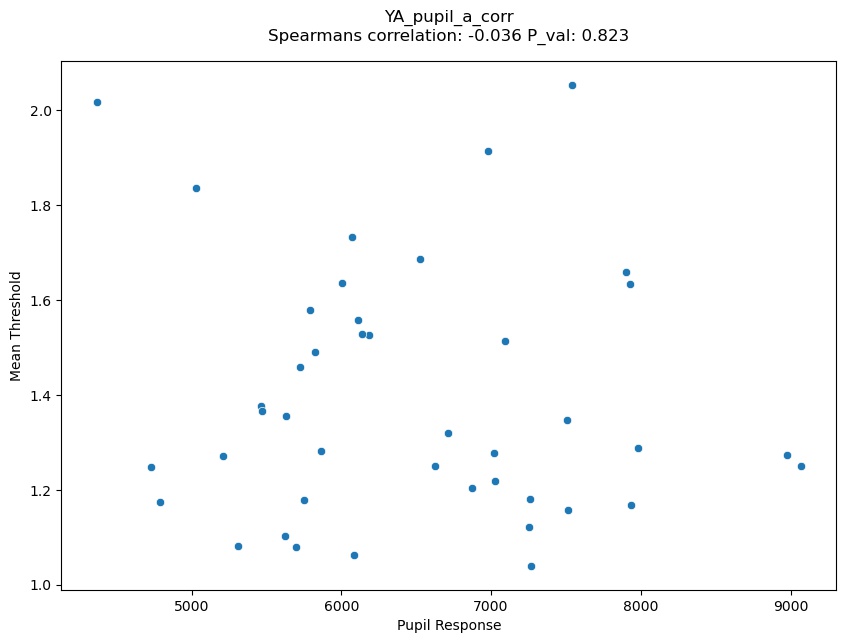 YA_pupil_a_corr
Spearmans correlation: -0.036 P_val: 0.823
2.0
1.8
1.6
1.4
1.2
1.0
Mean Threshold
5000
6000
7000
8000
9000
Pupil Response